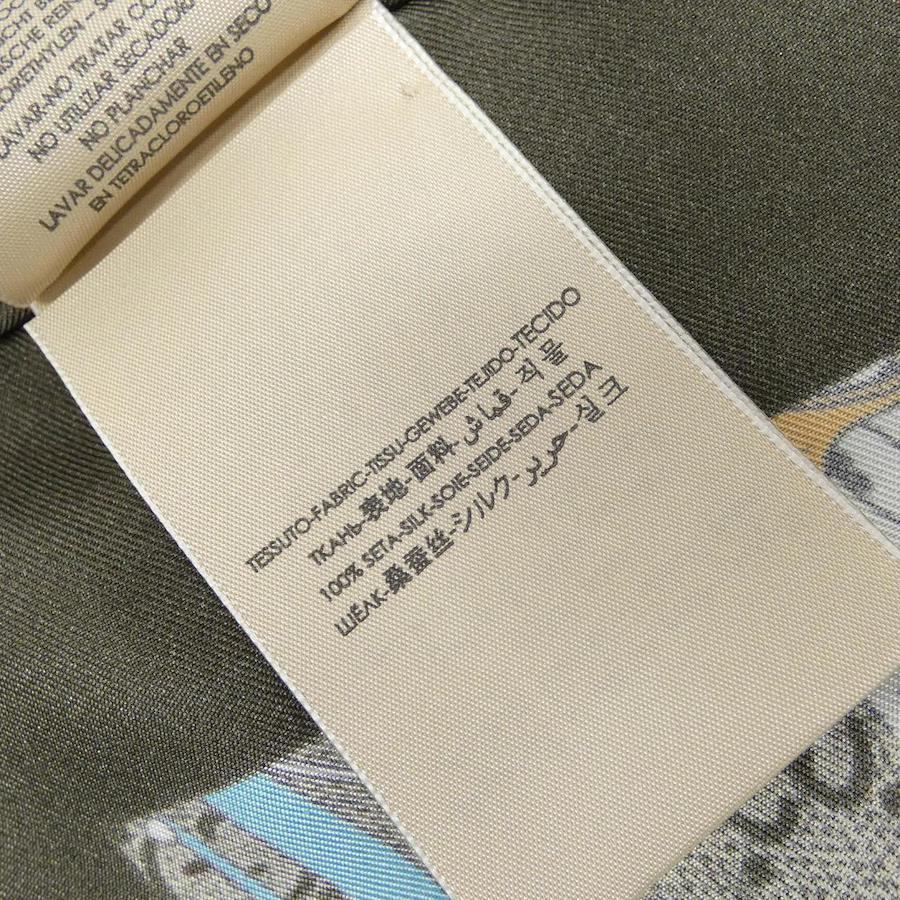 LAVAR-NO TRATAR CO
NO UTILIZAR SECADOR
NO PLANCHAR
LAVAR DELICADAMENTE EN SECO
EN TETRACLOROETILENO
TESSUTO-FABRIC-TISSU-GEWEBE-TEJIDO-TECIDO
ТКАНЬ-表地-面料-قماش-직물
100% SETA-SILK-SOIE-SEIDE-SEDA-SEDA
ШЁЛК-桑蚕丝-シルク-حرير-실크